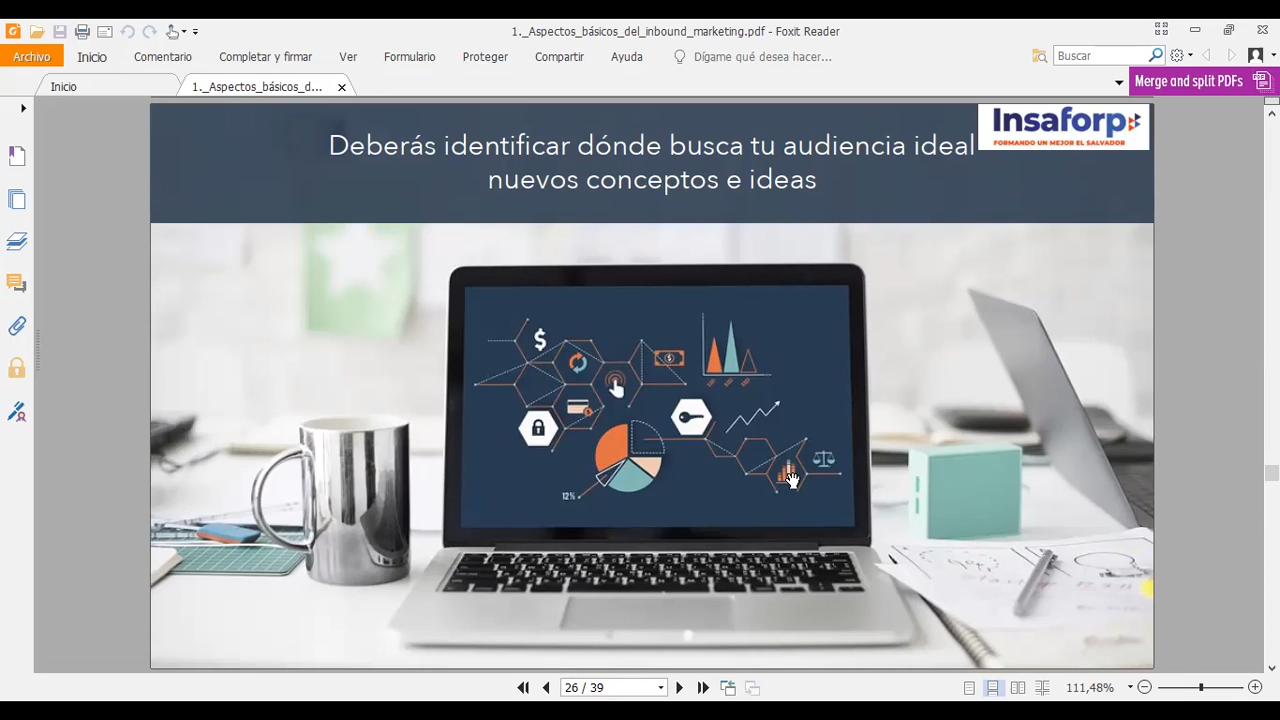 1._Aspectos_básicos_del_inbound_marketing.pdf - Foxit Reader
Archivo
Inicio
Comentario
Completar y firmar
Ver
Formulario
Proteger
Compartir
Ayuda
Dígame qué desea hacer...
Buscar
Inicio
1._Aspectos_básicos_d...
Merge and split PDFs
Insaforp
FORMANDO UN MEJOR EL SALVADOR
Deberás identificar dónde busca tu audiencia ideal
nuevos conceptos e ideas
$
12%
26 / 39
111,48%